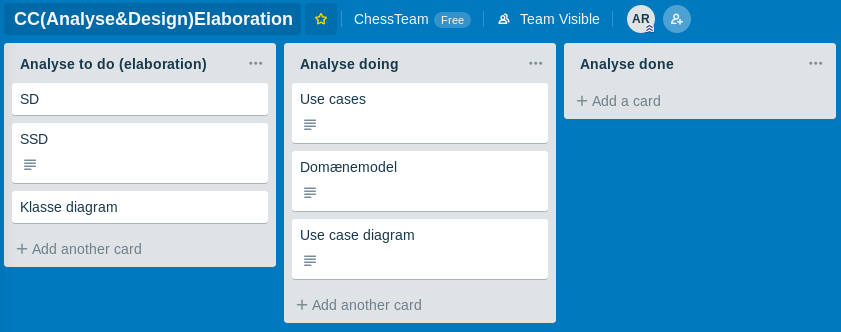 CC(Analyse&Design)Elaboration
ChessTeam Free
Team Visible
AR
Analyse to do (elaboration)
SD
SSD
Klasse diagram
+ Add another card
Analyse doing
Use cases
Domænemodel
Use case diagram
+ Add another card
Analyse done
+ Add a card